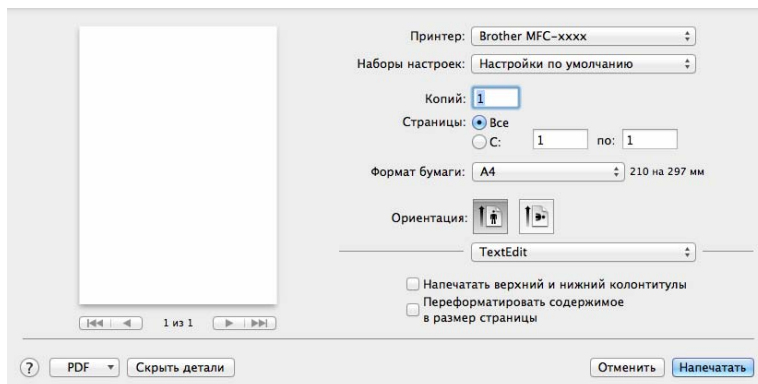 Принтер: Brother MFC-xxxx
Наборы настроек: Настройки по умолчанию
Копий: 1
Страницы: Все
С: 1 по: 1
Формат бумаги: A4 210 на 297 мм
Ориентация:
TextEdit
Напечатать верхний и нижний колонтитулы
Переформатировать содержимое
в размер страницы
1 из 1
? PDF Скрыть детали Отменить Напечатать